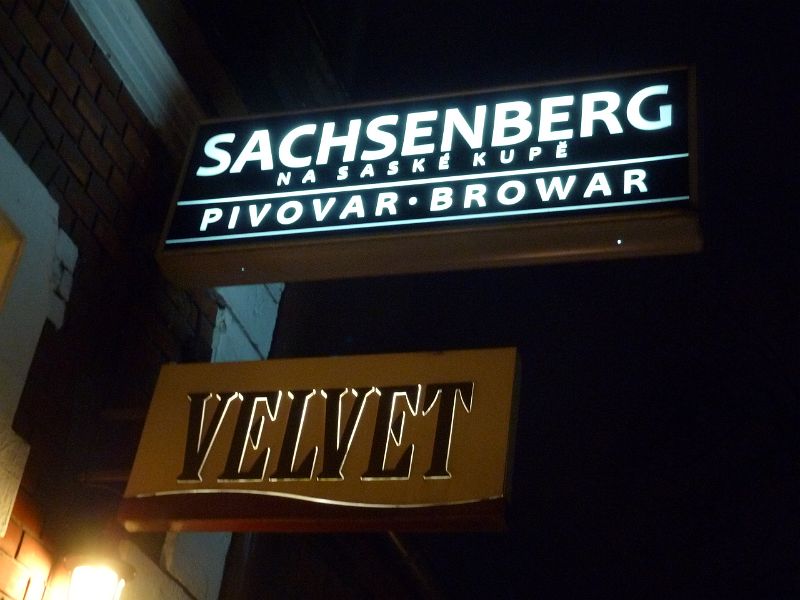 SACHSENBERG
NA SASKÉ KUPĚ
PIVOVAR · BROWAR
VELVET